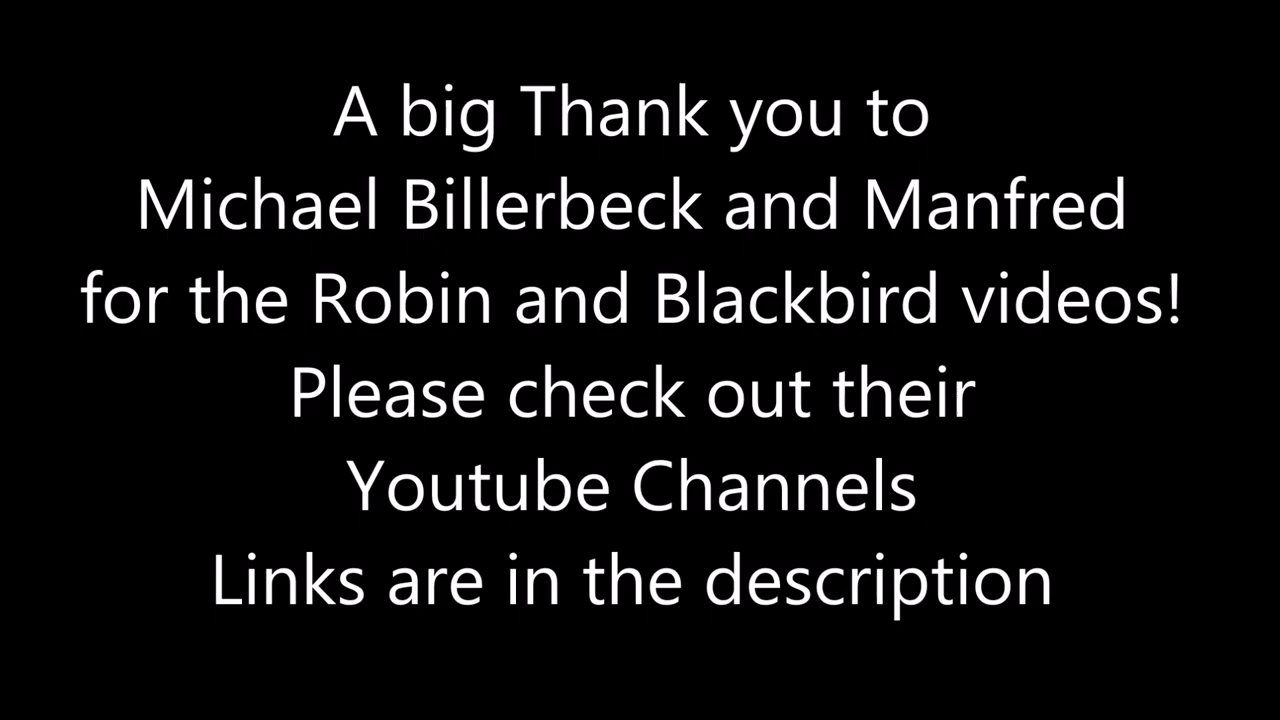 A big Thank you to
Michael Billerbeck and Manfred
for the Robin and Blackbird videos!
Please check out their
Youtube Channels
Links are in the description